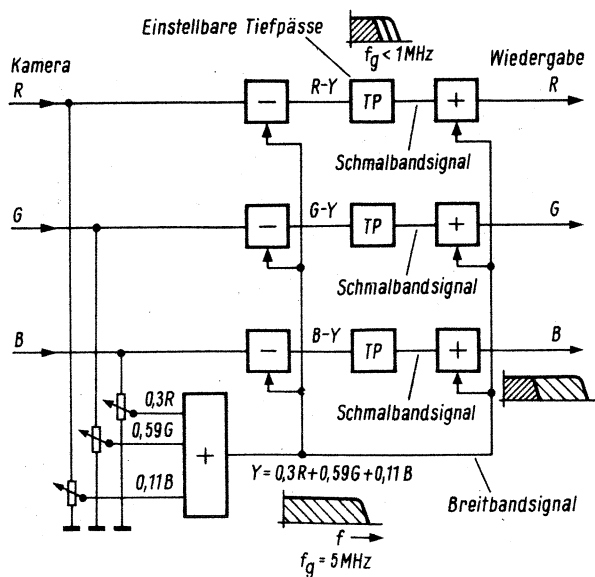 Einstellbare Tiefpässe
f_g < 1MHz
Kamera
Wiedergabe
R
−
R-Y
TP
+
R
Schmalbandsignal
G
−
G-Y
TP
+
G
Schmalbandsignal
B
−
B-Y
TP
+
B
Schmalbandsignal
0,3R
0,59G
0,11B
+
Y = 0,3R+0,59G+0,11B
Breitbandsignal
f
f_g = 5MHz